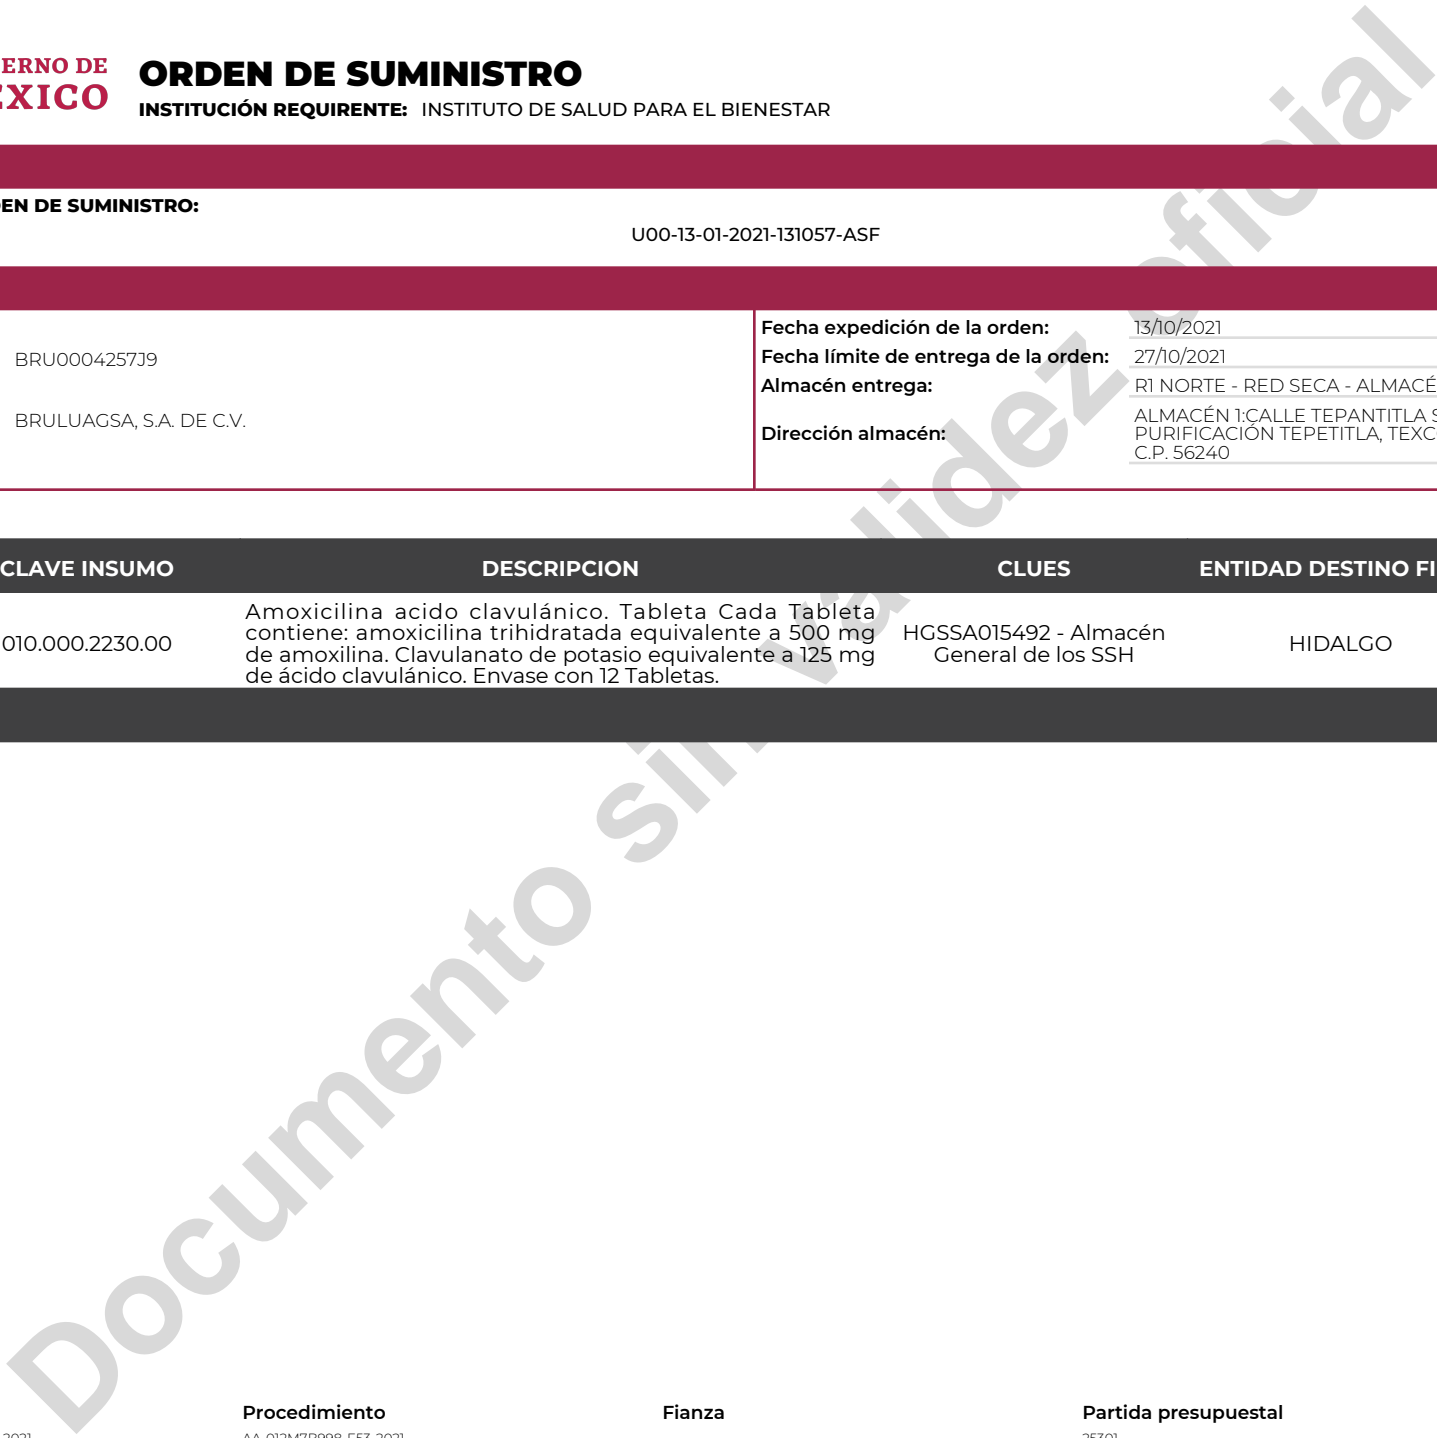 ERNO DE
EXICO
ORDEN DE SUMINISTRO
INSTITUCIÓN REQUIRENTE: INSTITUTO DE SALUD PARA EL BIENESTAR
EN DE SUMINISTRO:
U00-13-01-2021-131057-ASF
BRU0004257J9
BRULUAGSA, S.A. DE C.V.
Fecha expedición de la orden: 13/10/2021
Fecha límite de entrega de la orden: 27/10/2021
Almacén entrega: R1 NORTE - RED SECA - ALMACÉ
Dirección almacén:
ALMACÉN 1:CALLE TEPANTITLA S
PURIFICACIÓN TEPETITLA, TEXC
C.P. 56240
CLAVE INSUMO DESCRIPCION CLUES ENTIDAD DESTINO FI
010.000.2230.00
Amoxicilina acido clavulánico. Tableta Cada Tableta
contiene: amoxicilina trihidratada equivalente a 500 mg
de amoxilina. Clavulanato de potasio equivalente a 125 mg
de ácido clavulánico. Envase con 12 Tabletas.
HGSSA015492 - Almacén
General de los SSH
HIDALGO
Documento sin validez oficial
Procedimiento Fianza Partida presupuestal